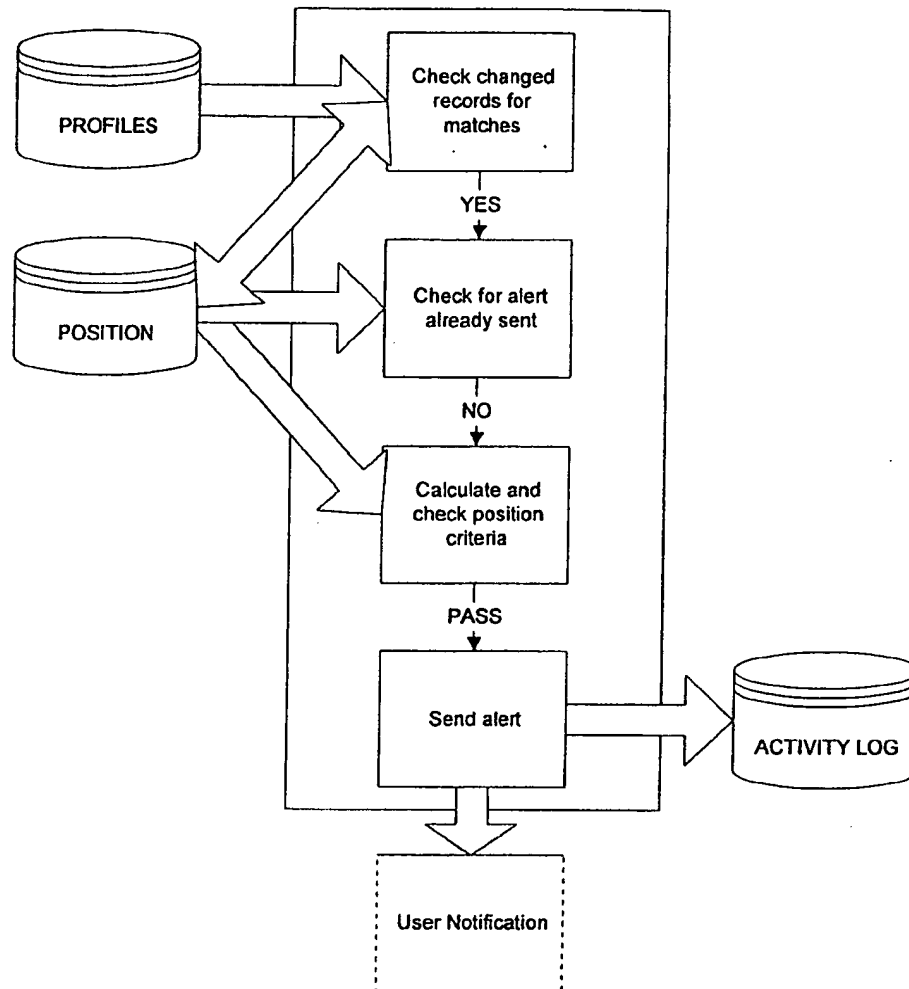 PROFILES
Check changed
records for
matches
YES
POSITION
Check for alert
already sent
NO
Calculate and
check position
criteria
PASS
Send alert
ACTIVITY LOG
User Notification